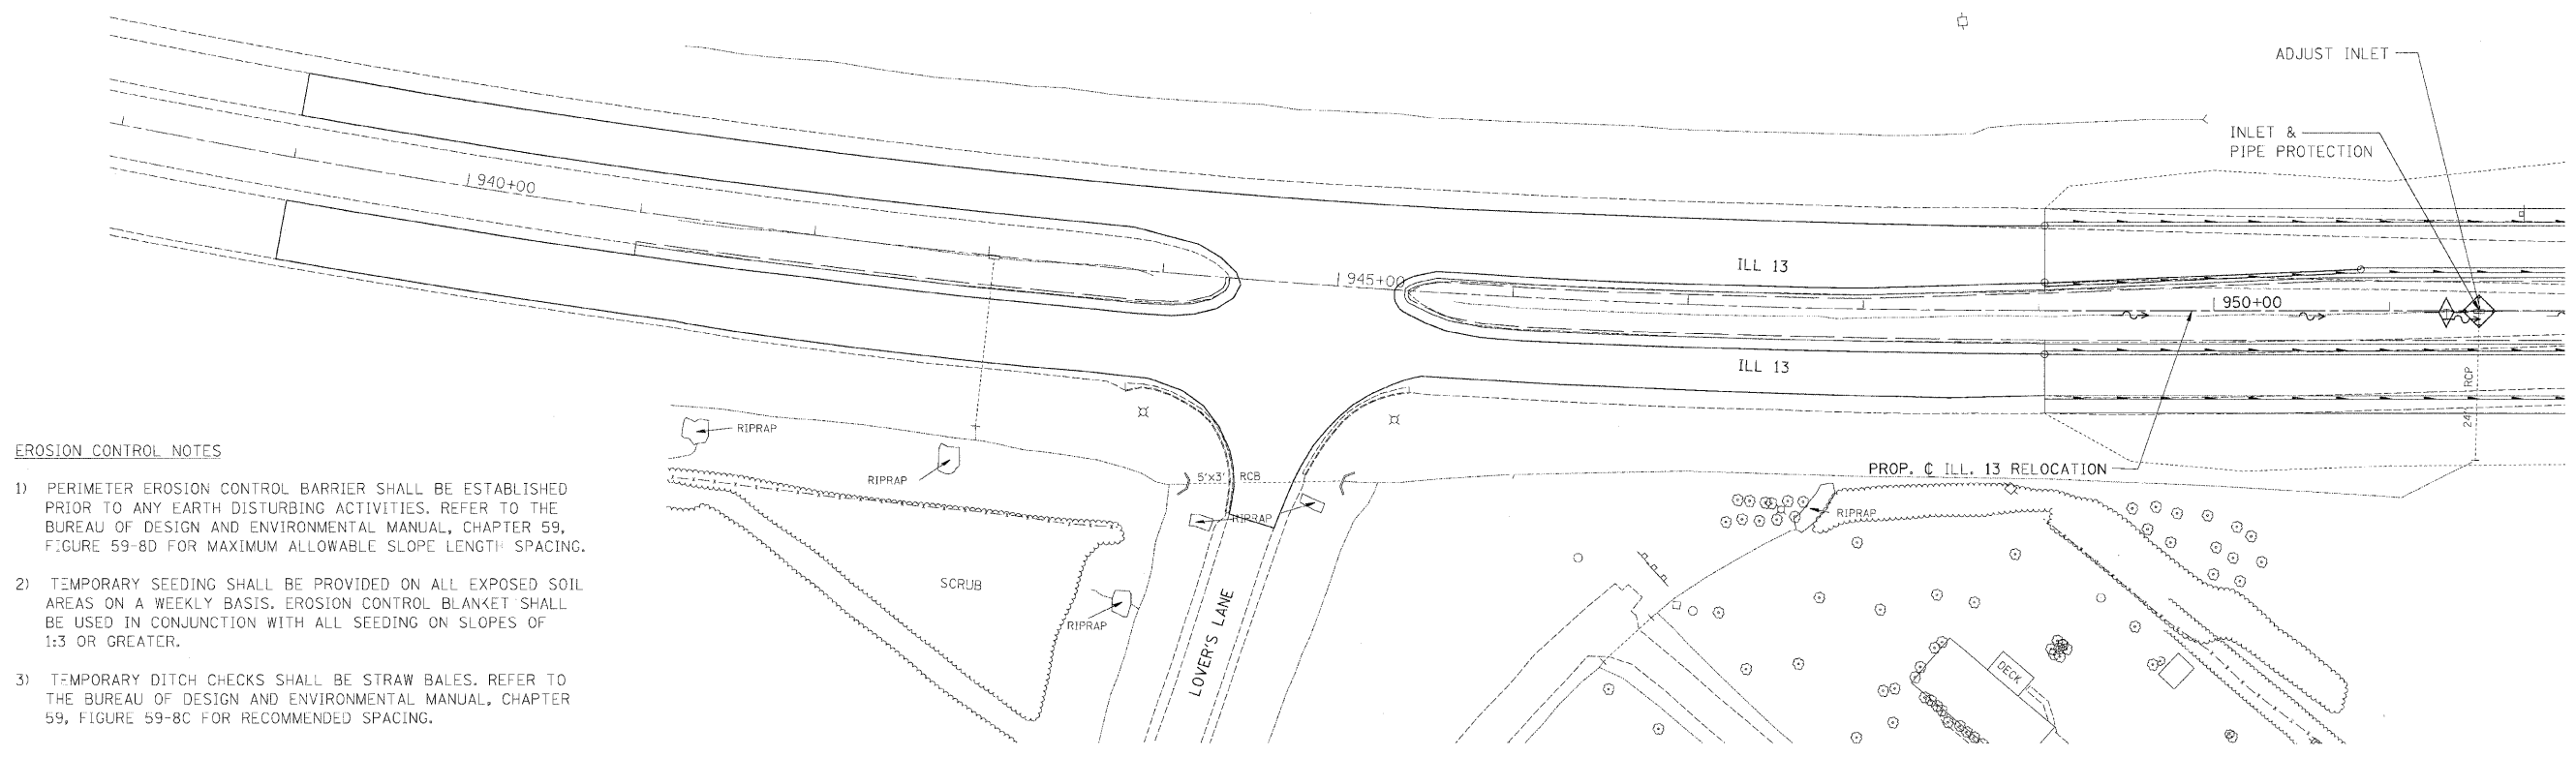 ADJUST INLET
INLET &
PIPE PROTECTION
940+00
945+00
ILL 13
950+00
ILL 13
24" RCP
PROP. ℄ ILL. 13 RELOCATION
RIPRAP
RIPRAP
5'x3' RCB
RIPRAP
RIPRAP
SCRUB
RIPRAP
LOVER'S LANE
DECK
EROSION CONTROL NOTES
1) PERIMETER EROSION CONTROL BARRIER SHALL BE ESTABLISHED
PRIOR TO ANY EARTH DISTURBING ACTIVITIES. REFER TO THE
BUREAU OF DESIGN AND ENVIRONMENTAL MANUAL, CHAPTER 59,
FIGURE 59-8D FOR MAXIMUM ALLOWABLE SLOPE LENGTH SPACING.
2) TEMPORARY SEEDING SHALL BE PROVIDED ON ALL EXPOSED SOIL
AREAS ON A WEEKLY BASIS. EROSION CONTROL BLANKET SHALL
BE USED IN CONJUNCTION WITH ALL SEEDING ON SLOPES OF
1:3 OR GREATER.
3) TEMPORARY DITCH CHECKS SHALL BE STRAW BALES. REFER TO
THE BUREAU OF DESIGN AND ENVIRONMENTAL MANUAL, CHAPTER
59, FIGURE 59-8C FOR RECOMMENDED SPACING.